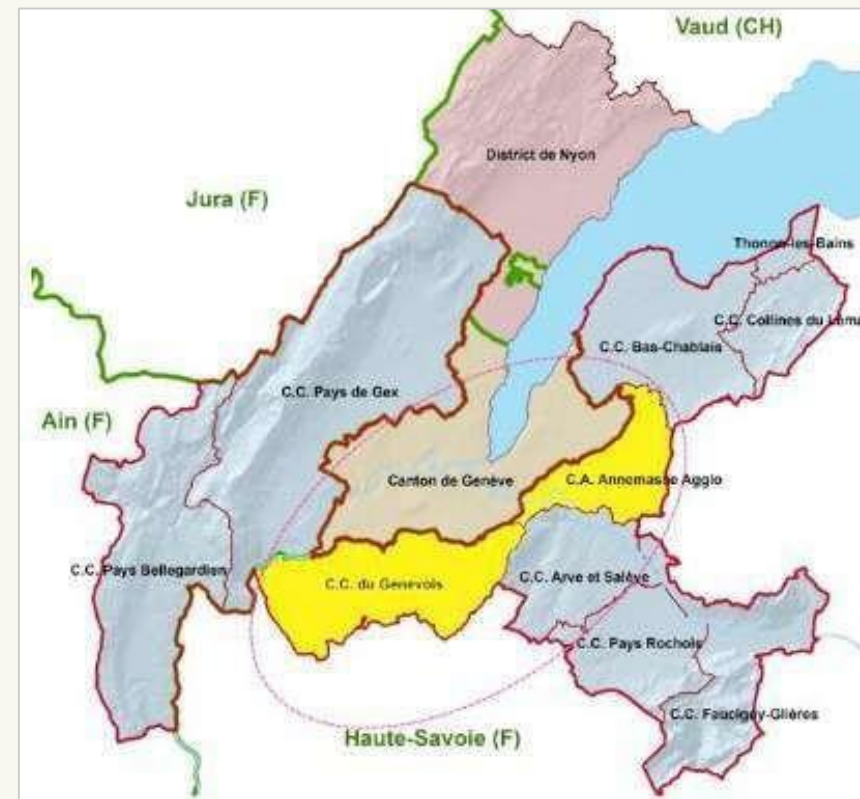 Vaud (CH)
District de Nyon
Jura (F)
Thonon-les-Bains
C.C. Collines du Léma
C.C. Bas-Chablais
C.C. Pays de Gex
Ain (F)
Canton de Genève
C.A. Annemasse Agglo
C.C. Pays Bellegardien
C.C. du Genevois
C.C. Arve et Salève
C.C. Pays Rochois
C.C. Faucigny-Glières
Haute-Savoie (F)